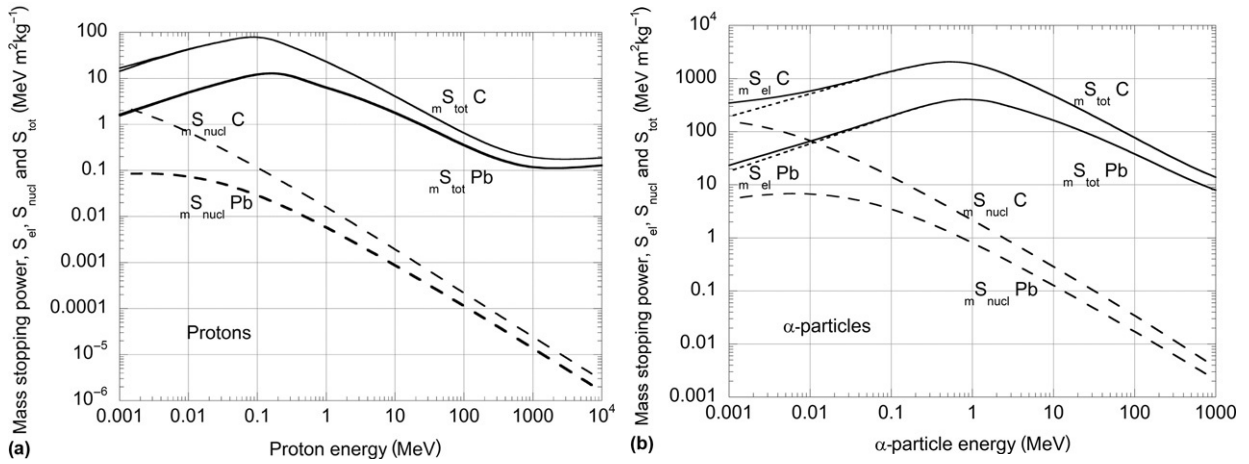 Mass stopping power, S_el, S_nucl and S_tot (MeV m²kg⁻¹)
100
10
1
0.1
0.01
0.001
0.0001
10⁻⁵
10⁻⁶
mS_nucl C
mS_tot C
mS_nucl Pb
mS_tot Pb
Protons
0.001
0.01
0.1
1
10
100
1000
10⁴
(a)
Proton energy (MeV)
Mass stopping power, S_el, S_nucl and S_tot (MeV m²kg⁻¹)
10⁴
1000
100
10
1
0.1
0.01
0.001
mS_el C
mS_tot C
mS_el Pb
mS_tot Pb
mS_nucl C
mS_nucl Pb
α-particles
0.001
0.01
0.1
1
10
100
1000
(b)
α-particle energy (MeV)